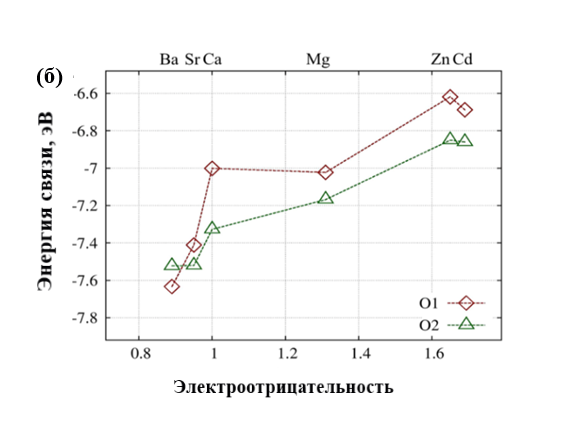 Ba Sr Ca Mg Zn Cd
(б)
Энергия связи, эВ
-6.6
-6.8
-7
-7.2
-7.4
-7.6
-7.8
O1
O2
0.8 1 1.2 1.4 1.6
Электроотрицательность